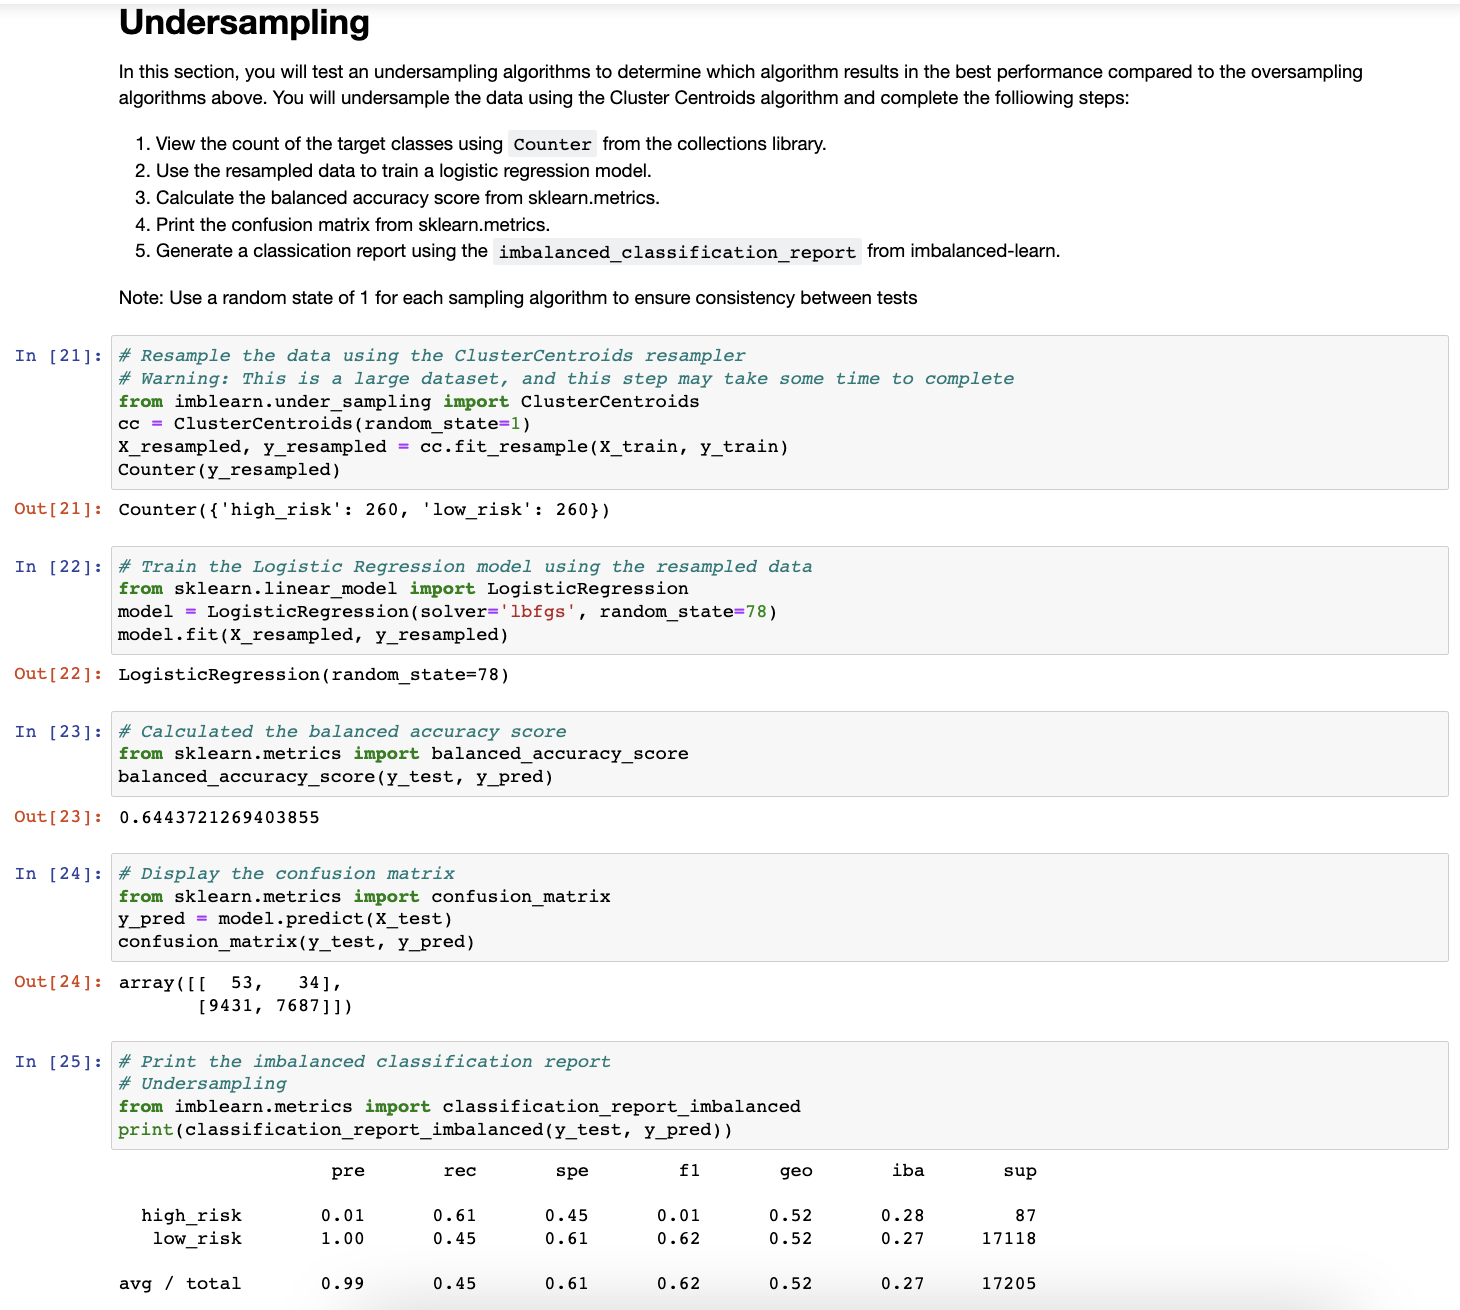 Undersampling
In this section, you will test an undersampling algorithms to determine which algorithm results in the best performance compared to the oversampling
algorithms above. You will undersample the data using the Cluster Centroids algorithm and complete the folliowing steps:
1. View the count of the target classes using Counter from the collections library.
2. Use the resampled data to train a logistic regression model.
3. Calculate the balanced accuracy score from sklearn.metrics.
4. Print the confusion matrix from sklearn.metrics.
5. Generate a classication report using the imbalanced_classification_report from imbalanced-learn.
Note: Use a random state of 1 for each sampling algorithm to ensure consistency between tests
In [21]: # Resample the data using the ClusterCentroids resampler
# Warning: This is a large dataset, and this step may take some time to complete
from imblearn.under_sampling import ClusterCentroids
cc = ClusterCentroids(random_state=1)
X_resampled, y_resampled = cc.fit_resample(X_train, y_train)
Counter(y_resampled)
Out[21]: Counter({'high_risk': 260, 'low_risk': 260})
In [22]: # Train the Logistic Regression model using the resampled data
from sklearn.linear_model import LogisticRegression
model = LogisticRegression(solver='lbfgs', random_state=78)
model.fit(X_resampled, y_resampled)
Out[22]: LogisticRegression(random_state=78)
In [23]: # Calculated the balanced accuracy score
from sklearn.metrics import balanced_accuracy_score
balanced_accuracy_score(y_test, y_pred)
Out[23]: 0.6443721269403855
In [24]: # Display the confusion matrix
from sklearn.metrics import confusion_matrix
y_pred = model.predict(X_test)
confusion_matrix(y_test, y_pred)
Out[24]: array([[  53,   34],
       [9431, 7687]])
In [25]: # Print the imbalanced classification report
# Undersampling
from imblearn.metrics import classification_report_imbalanced
print(classification_report_imbalanced(y_test, y_pred))
pre rec spe f1 geo iba sup
high_risk 0.01 0.61 0.45 0.01 0.52 0.28 87
low_risk 1.00 0.45 0.61 0.62 0.52 0.27 17118
avg / total 0.99 0.45 0.61 0.62 0.52 0.27 17205